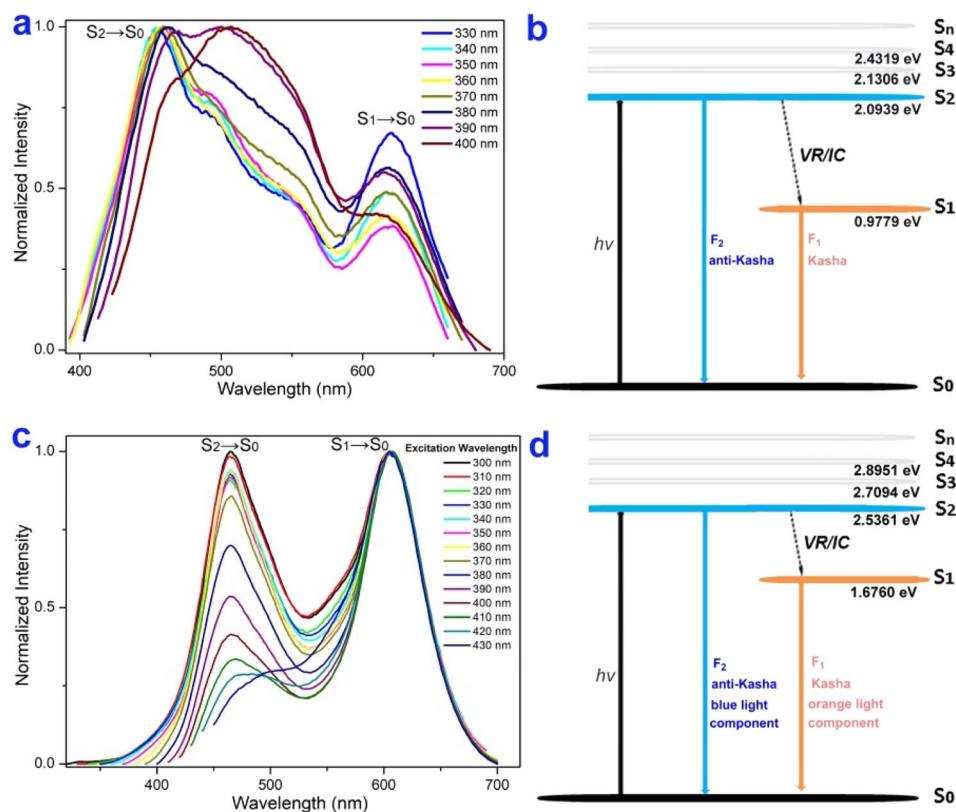 a
S₂→S₀
S₁→S₀
330 nm
340 nm
350 nm
360 nm
370 nm
380 nm
390 nm
400 nm
1.0
0.5
0.0
Normalized Intensity
400
500
600
700
Wavelength (nm)
b
Sn
S4
2.4319 eV
S3
2.1306 eV
S2
2.0939 eV
VR/IC
S1
0.9779 eV
hv
F₂
anti-Kasha
F₁
Kasha
S0
c
S₂→S₀
S₁→S₀
Excitation Wavelength
300 nm
310 nm
320 nm
330 nm
340 nm
350 nm
360 nm
370 nm
380 nm
390 nm
400 nm
410 nm
420 nm
430 nm
1.0
0.5
0.0
Normalized Intensity
400
500
600
700
Wavelength (nm)
d
Sn
S4
2.8951 eV
S3
2.7094 eV
S2
2.5361 eV
VR/IC
S1
1.6760 eV
hv
F₂
anti-Kasha
blue light
component
F₁
Kasha
orange light
component
S0